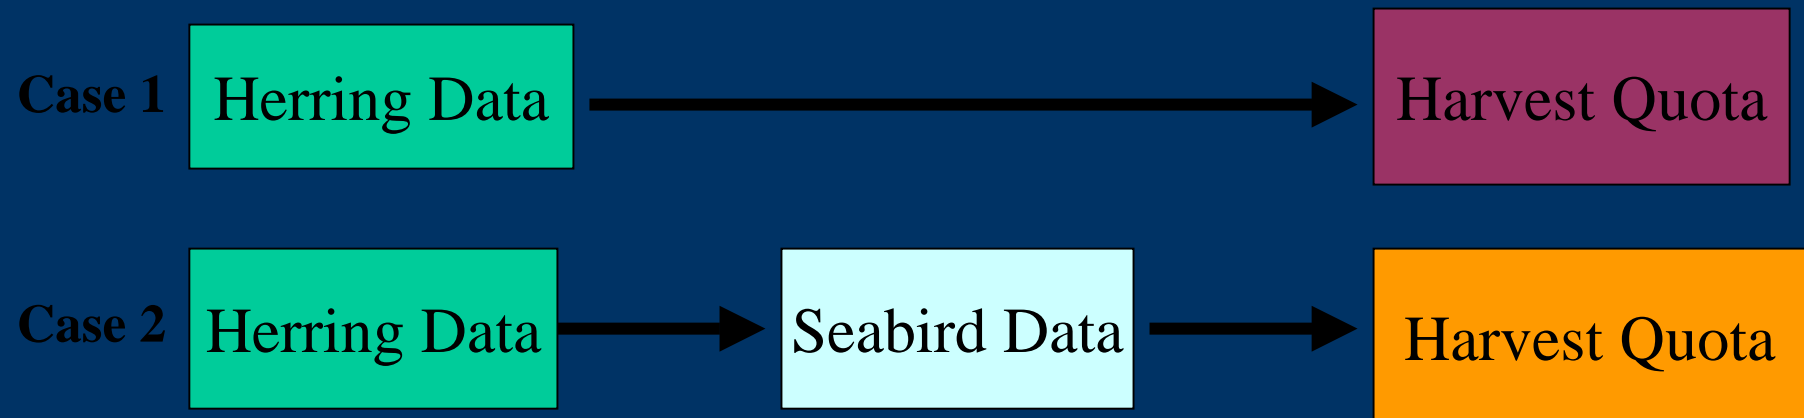 Case 1 Herring Data Harvest Quota
Case 2 Herring Data Seabird Data Harvest Quota